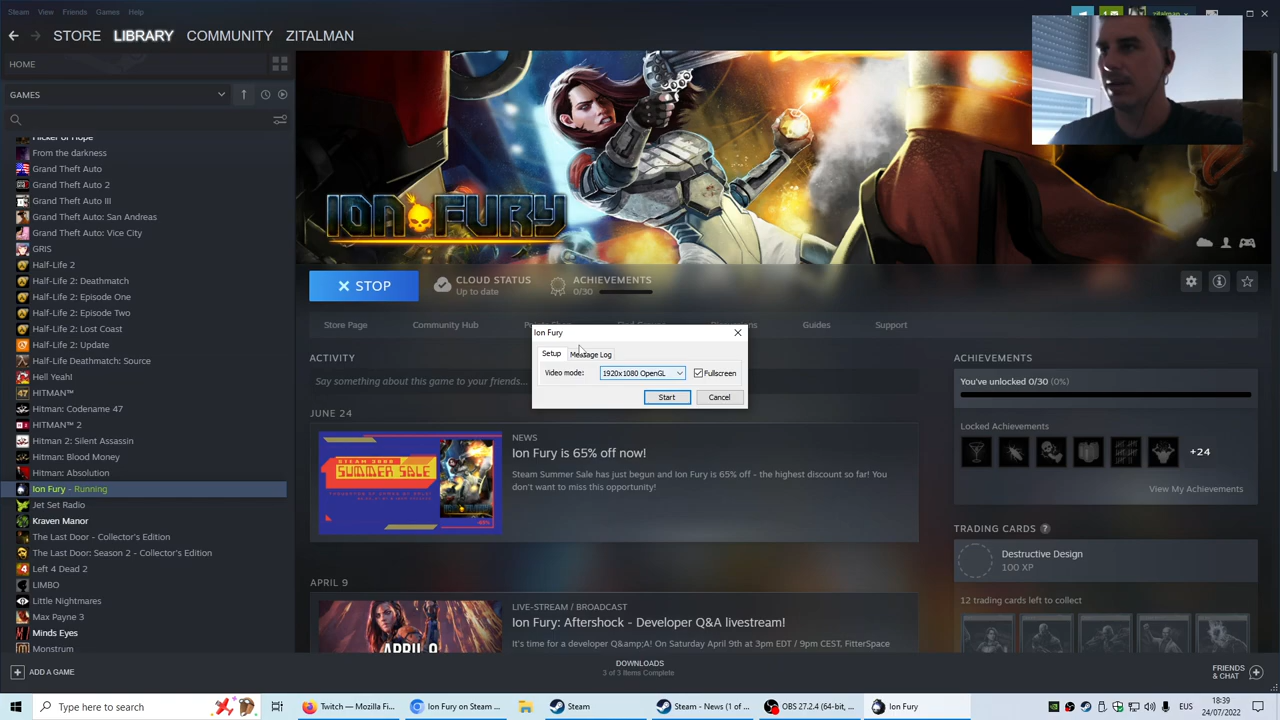 Steam View Friends Games Help
zitalman
STORE LIBRARY COMMUNITY ZITALMAN
HOME
GAMES
Flicker of Hope
From the darkness
Grand Theft Auto
Grand Theft Auto 2
Grand Theft Auto III
Grand Theft Auto: San Andreas
Grand Theft Auto: Vice City
GRIS
Half-Life 2
Half-Life 2: Deathmatch
Half-Life 2: Episode One
Half-Life 2: Episode Two
Half-Life 2: Lost Coast
Half-Life 2: Update
Half-Life Deathmatch: Source
Hell Yeah!
HITMAN™
Hitman: Codename 47
HITMAN™ 2
Hitman 2: Silent Assassin
Hitman: Blood Money
Hitman: Absolution
Ion Fury - Running
Jet Set Radio
Kraven Manor
The Last Door - Collector's Edition
The Last Door: Season 2 - Collector's Edition
Left 4 Dead 2
LIMBO
Little Nightmares
Max Payne 3
Minds Eyes
Monstrum
ADD A GAME
ION FURY
STOP
CLOUD STATUS
Up to date
ACHIEVEMENTS
0/30
Store Page Community Hub Guides Support
Ion Fury
Setup Message Log
Video mode: 1920x1080 OpenGL Fullscreen
Start Cancel
ACTIVITY
Say something about this game to your friends...
JUNE 24
STEAM 2022
SUMMER SALE
-65%
NEWS
Ion Fury is 65% off now!
Steam Summer Sale has just begun and Ion Fury is 65% off - the highest discount so far! You
don't want to miss this opportunity!
APRIL 9
APRIL 9
LIVE-STREAM / BROADCAST
Ion Fury: Aftershock - Developer Q&A livestream!
It's time for a developer Q&amp;A! On Saturday April 9th at 3pm EDT / 9pm CEST, FitterSpace
ACHIEVEMENTS
You've unlocked 0/30 (0%)
Locked Achievements
+24
View My Achievements
TRADING CARDS ?
Destructive Design
100 XP
12 trading cards left to collect
DOWNLOADS
3 of 3 Items Complete
FRIENDS
& CHAT
Type here to search
Twitch — Mozilla Fi...
Ion Fury on Steam ...
Steam
Steam - News (1 of ...
OBS 27.2.4 (64-bit, ...
Ion Fury
EUS
18:39
24/07/2022